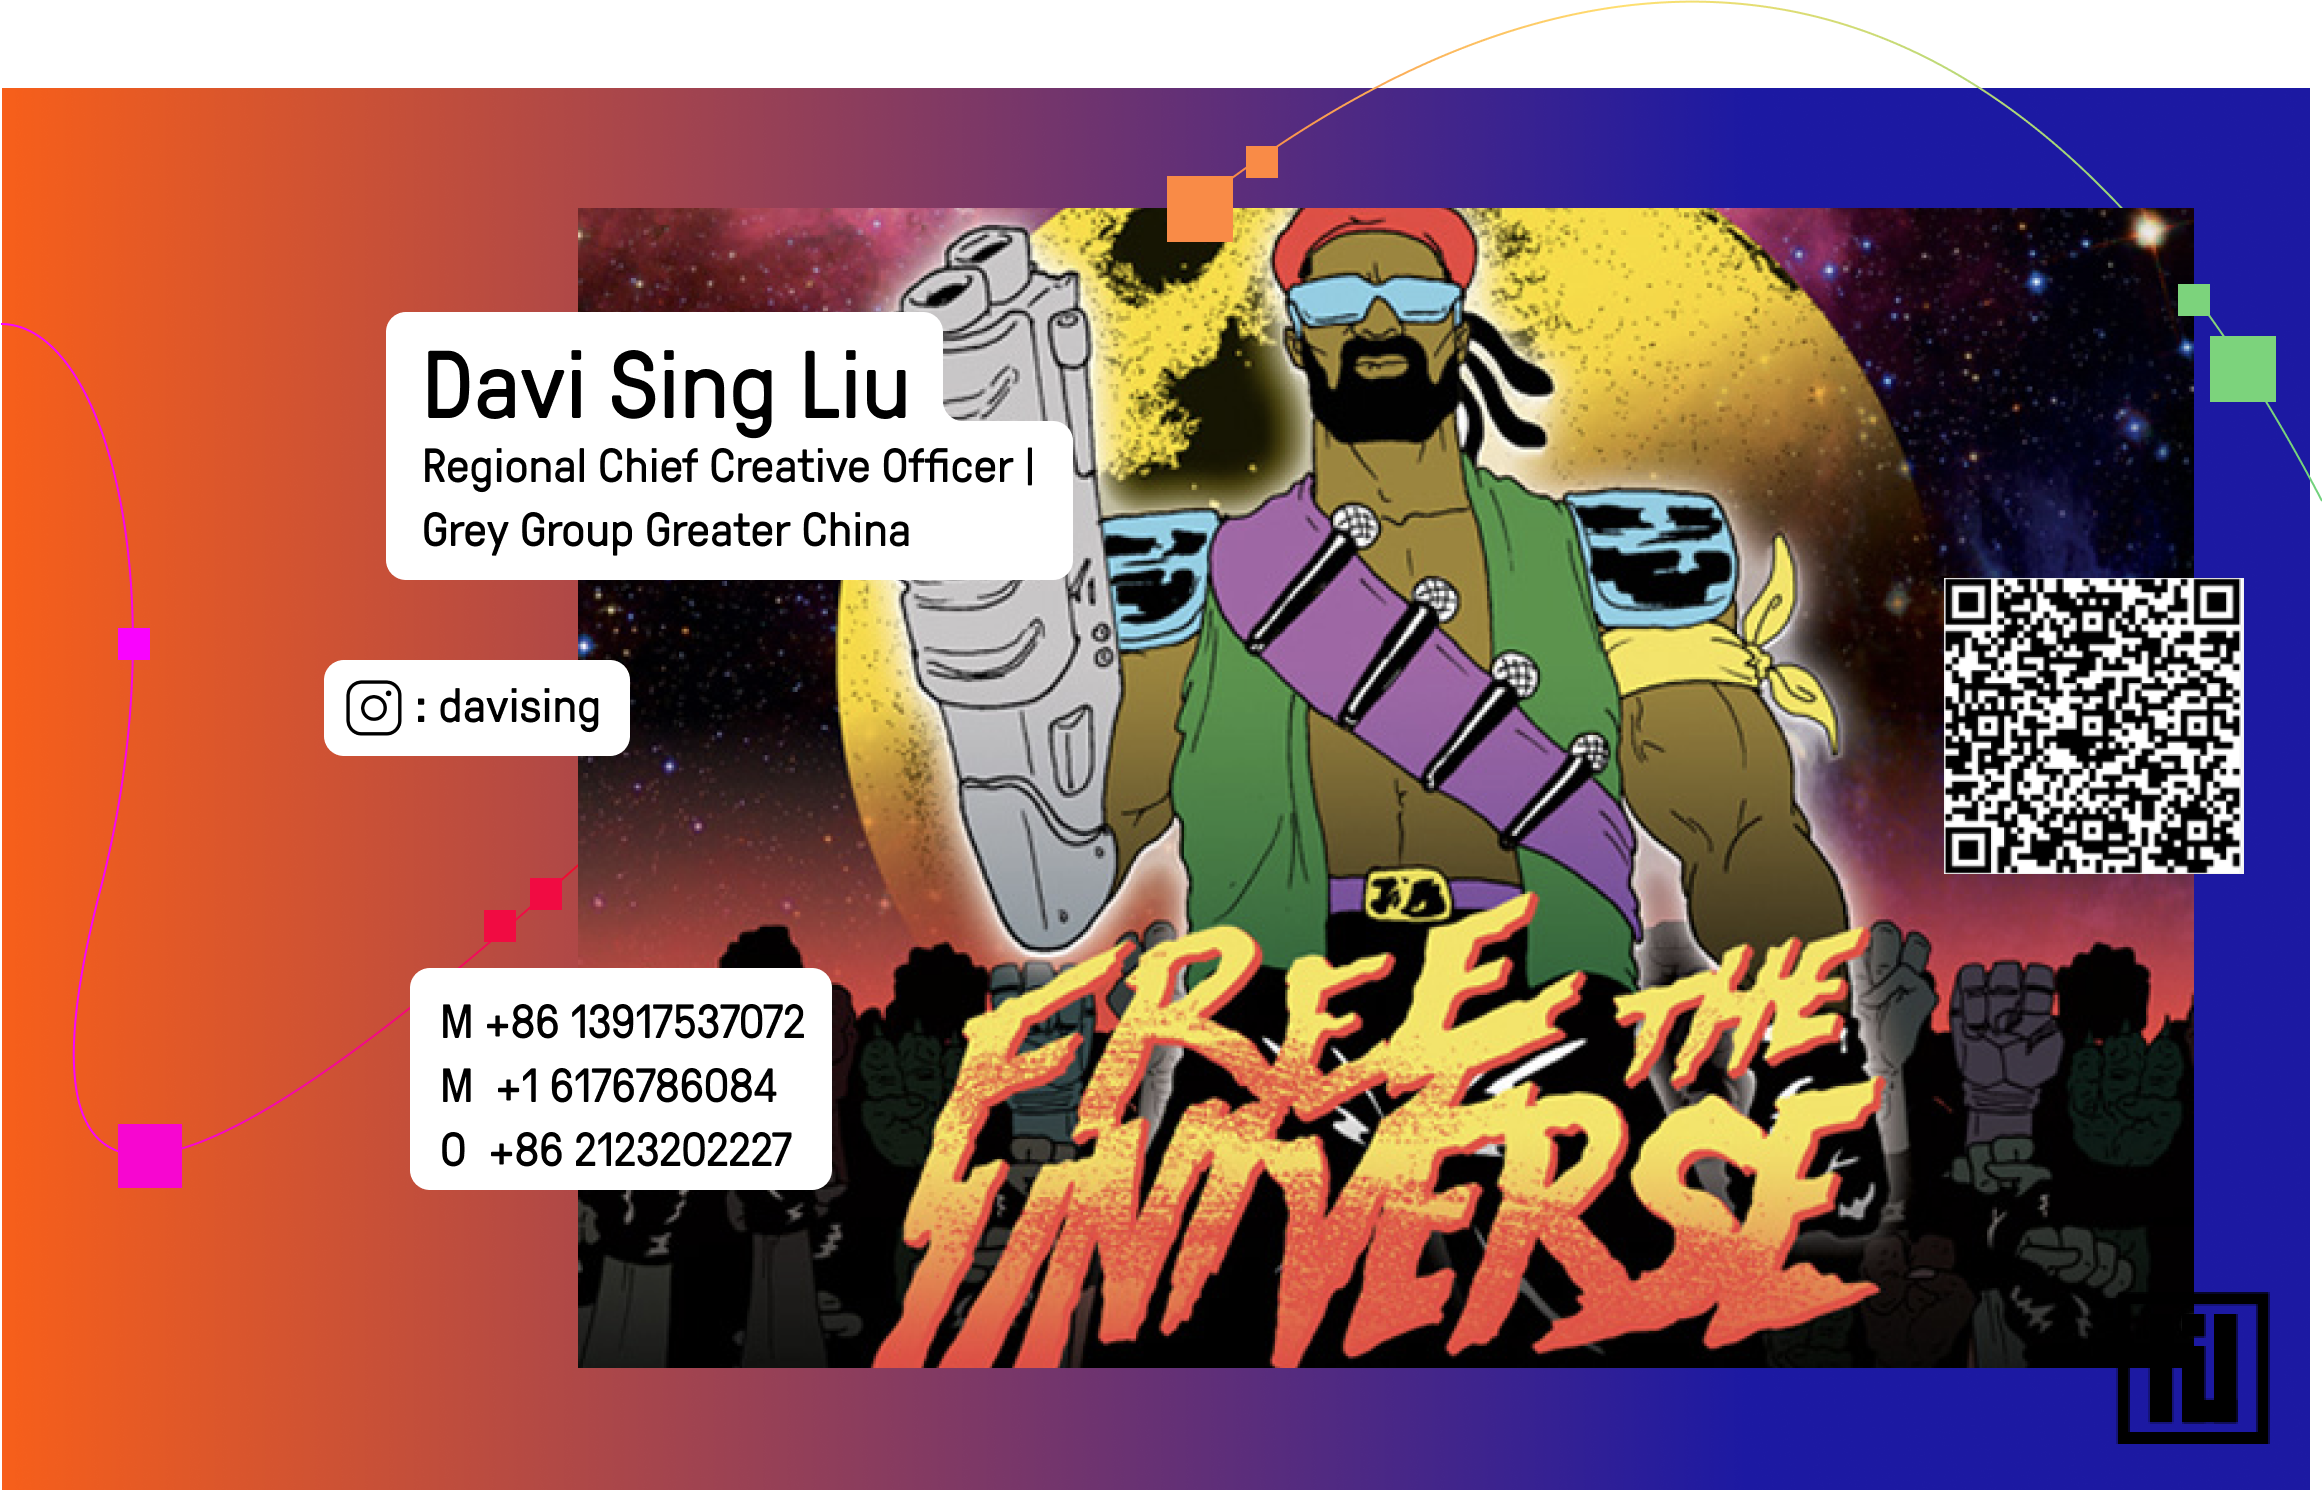 Davi Sing Liu
Regional Chief Creative Officer |
Grey Group Greater China
: davising
M +86 13917537072
M +1 6176786084
O +86 2123202227
FREE THE
UNIVERSE